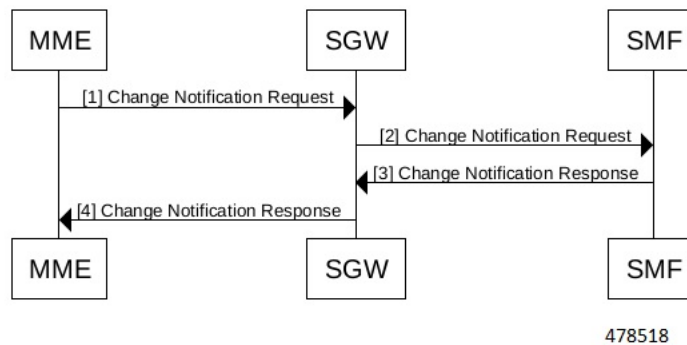 MME SGW SMF
[1] Change Notification Request
[2] Change Notification Request
[3] Change Notification Response
[4] Change Notification Response
MME SGW SMF
478518